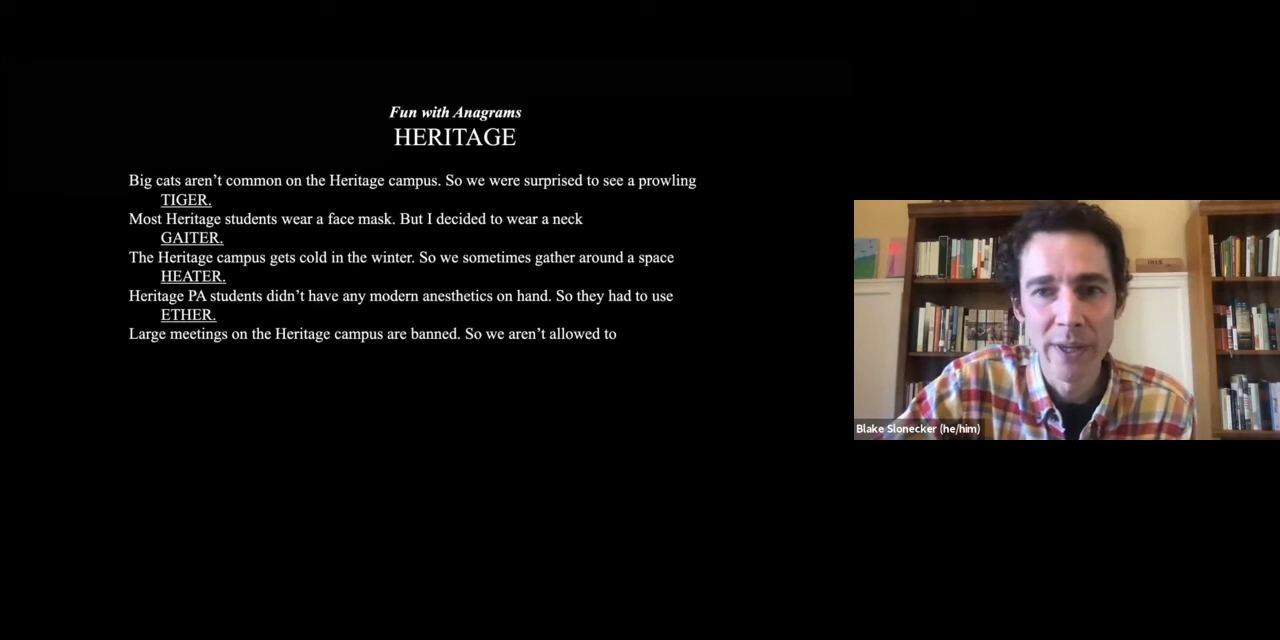 Fun with Anagrams
HERITAGE
Big cats aren’t common on the Heritage campus. So we were surprised to see a prowling
TIGER.
Most Heritage students wear a face mask. But I decided to wear a neck
GAITER.
The Heritage campus gets cold in the winter. So we sometimes gather around a space
HEATER.
Heritage PA students didn’t have any modern anesthetics on hand. So they had to use
ETHER.
Large meetings on the Heritage campus are banned. So we aren’t allowed to
Blake Slonecker (he/him)